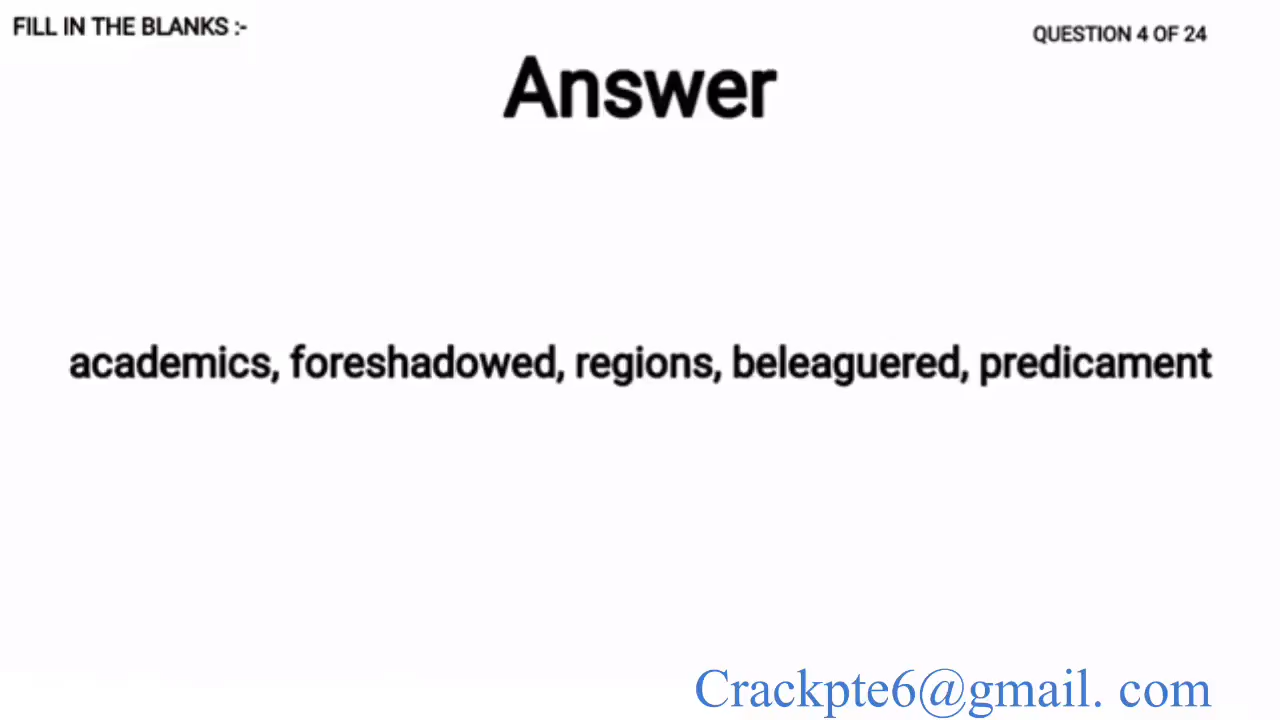 FILL IN THE BLANKS :-
QUESTION 4 OF 24
Answer
academics, foreshadowed, regions, beleaguered, predicament
Crackpte6@gmail. com